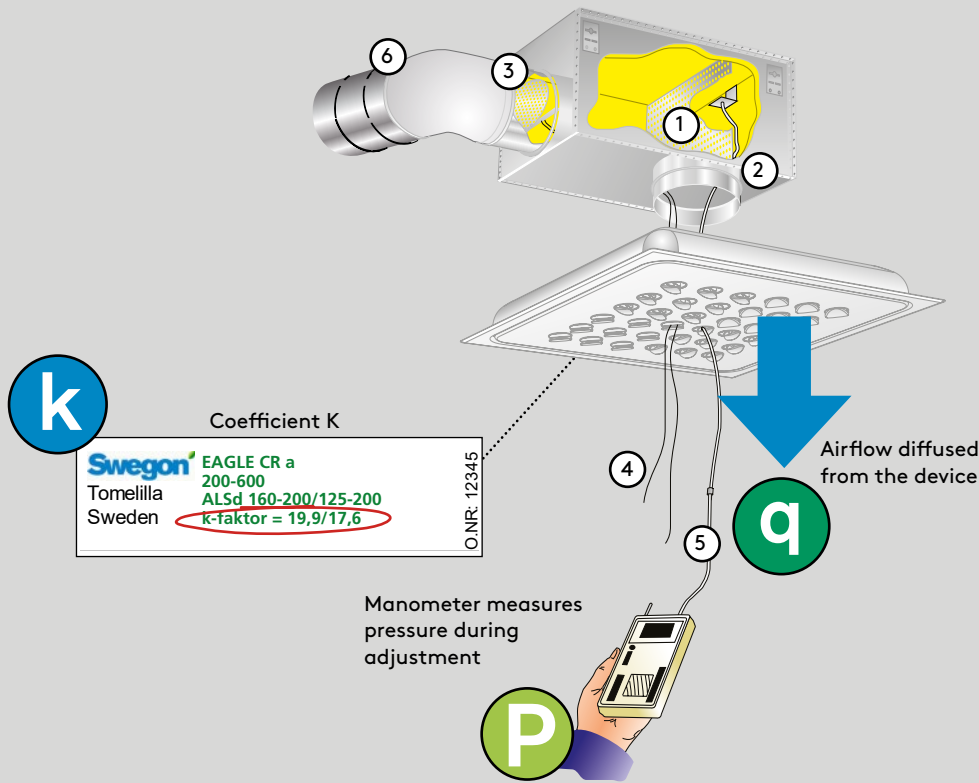 6
3
1
2
k
Coefficient K
Swegon
Tomelilla
Sweden
EAGLE CR a
200-600
ALSd 160-200/125-200
k-faktor = 19,9/17,6
O.NR: 12345
4
Airflow diffused
from the device
q
5
Manometer measures
pressure during
adjustment
P